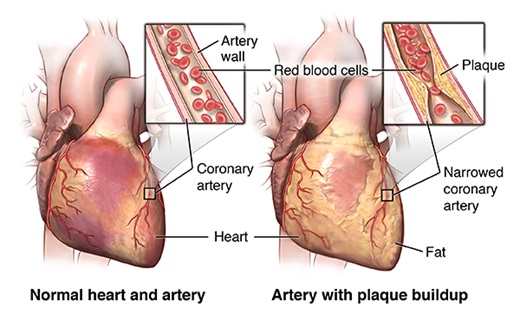 Artery
wall
Red blood cells
Plaque
Coronary
artery
Narrowed
coronary
artery
Heart
Fat
Normal heart and artery
Artery with plaque buildup